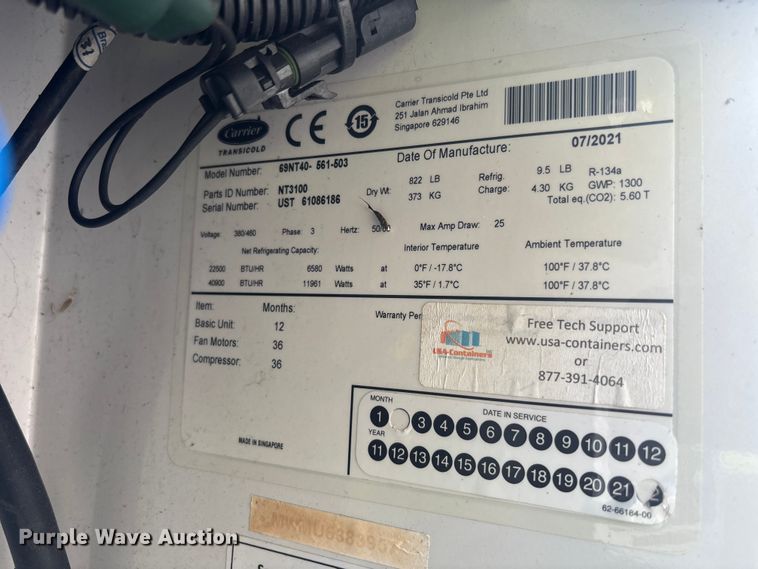 Carrier
TRANSICOLD
CE
15
Carrier Transicold Pte Ltd
251 Jalan Ahmad Ibrahim
Singapore 629146
Date Of Manufacture: 07/2021
Model Number: 69NT40- 561-503
Parts ID Number: NT3100
Serial Number: UST 61086186
Dry Wt: 822 LB
373 KG
Refrig. Charge: 9.5 LB
4.30 KG
R-134a
GWP: 1300
Total eq.(CO2): 5.60 T
Voltage: 380/460 Phase: 3 Hertz: 50/60 Max Amp Draw: 25
Net Refrigerating Capacity: Interior Temperature Ambient Temperature
22500 BTU/HR 6580 Watts at 0°F / -17.8°C 100°F / 37.8°C
40900 BTU/HR 11961 Watts at 35°F / 1.7°C 100°F / 37.8°C
Item: Months: Warranty Per
Basic Unit: 12
Fan Motors: 36
Compressor: 36
USA-Containers
Free Tech Support
www.usa-containers.com
or
877-391-4064
MONTH DATE IN SERVICE
1 3 4 5 6 7 8 9 10 11 12
YEAR
11 12 13 14 15 16 17 18 19 20 21
62-66184-00
MADE IN SINGAPORE
Purple Wave Auction